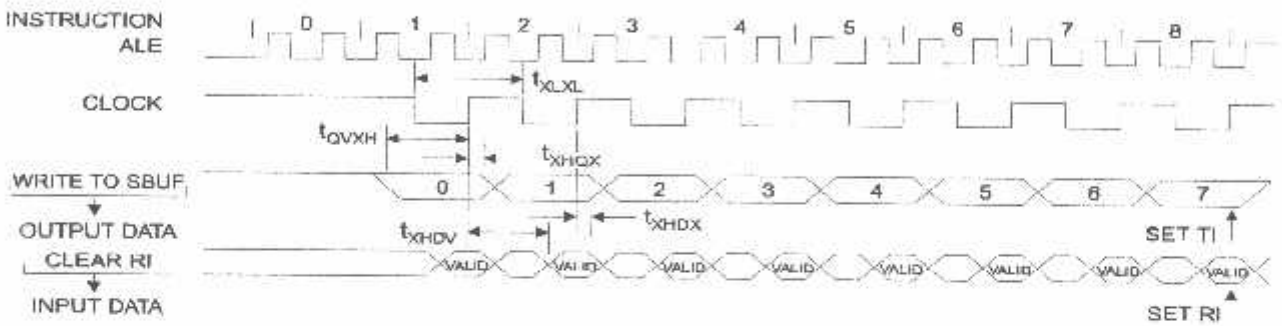 INSTRUCTION 0 1 2 3 4 5 6 7 8
ALE
tXLXL
CLOCK
tQVXH
tXHQX
WRITE TO SBUF
0 1 2 3 4 5 6 7
OUTPUT DATA
tXHDV
tXHDX
SET TI
CLEAR RI
VALID VALID VALID VALID VALID VALID VALID VALID
INPUT DATA
SET RI